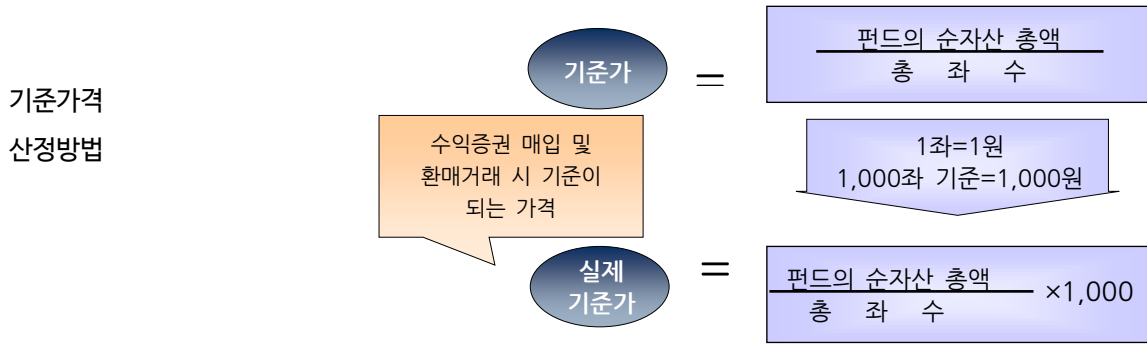 기준가격
산정방법
기준가
=
펀드의 순자산 총액
총 좌 수
수익증권 매입 및
환매거래 시 기준이
되는 가격
1좌=1원
1,000좌 기준=1,000원
실제
기준가
=
펀드의 순자산 총액
총 좌 수
×1,000